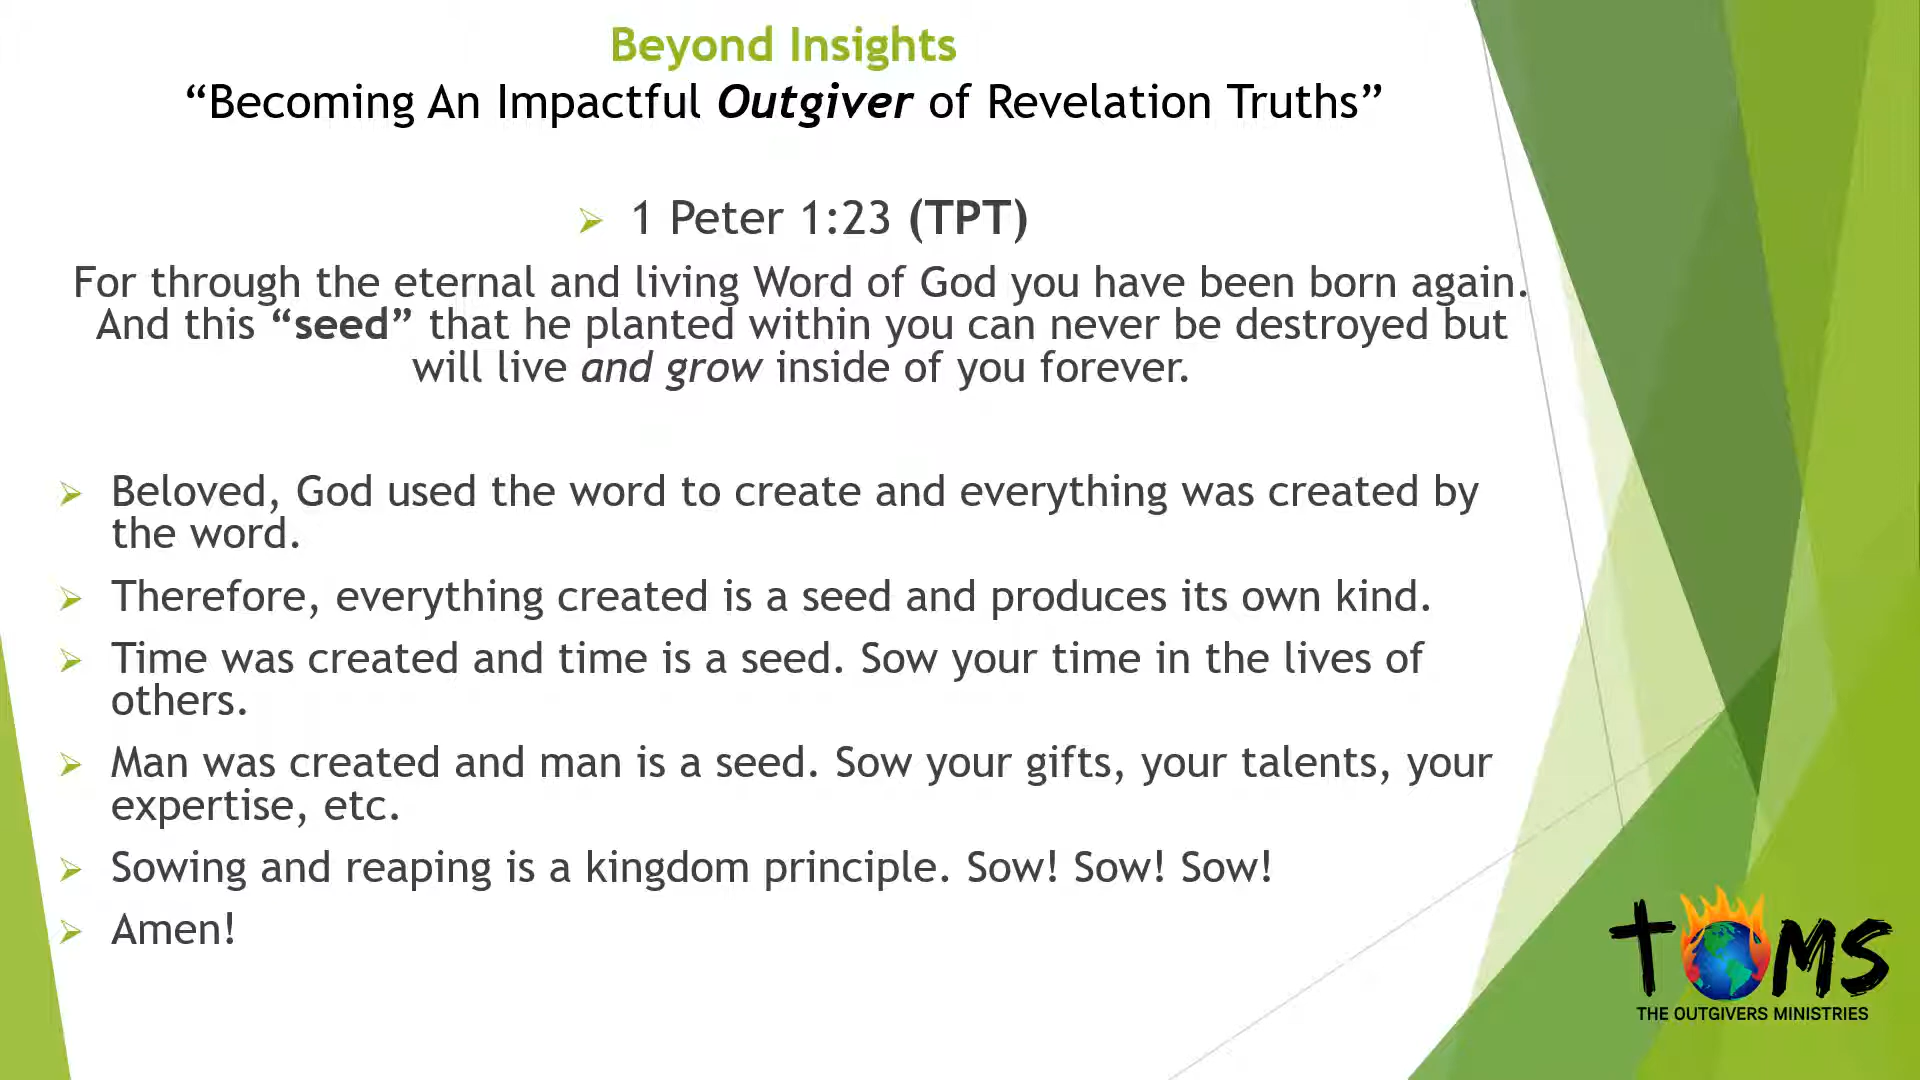 Beyond Insights
“Becoming An Impactful Outgiver of Revelation Truths”
➢ 1 Peter 1:23 (TPT)
For through the eternal and living Word of God you have been born again.
And this “seed” that he planted within you can never be destroyed but
will live and grow inside of you forever.
➢ Beloved, God used the word to create and everything was created by
the word.
➢ Therefore, everything created is a seed and produces its own kind.
➢ Time was created and time is a seed. Sow your time in the lives of
others.
➢ Man was created and man is a seed. Sow your gifts, your talents, your
expertise, etc.
➢ Sowing and reaping is a kingdom principle. Sow! Sow! Sow!
➢ Amen!
TOMS
THE OUTGIVERS MINISTRIES